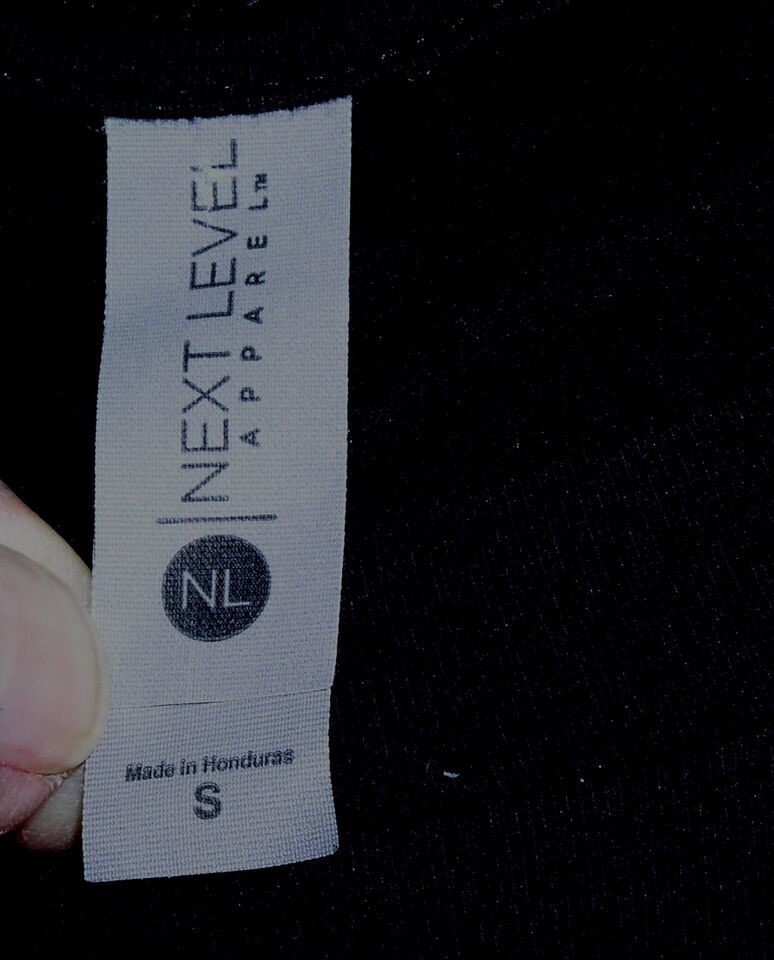 NEXT LEVEL
APPAREL™
NL
Made in Honduras
S